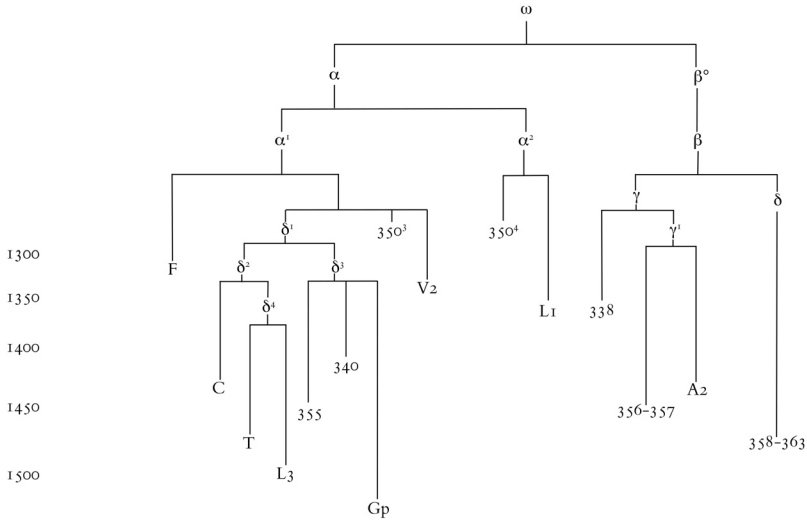 ω
α β°
α¹ α² β
γ
δ
δ¹ 350³ 350⁴ γ¹
1300
F δ² δ³
V2
1350
δ⁴ L1 338
1400
340
C A2
1450
355 356-357
T 358-363
1500
L3
Gp